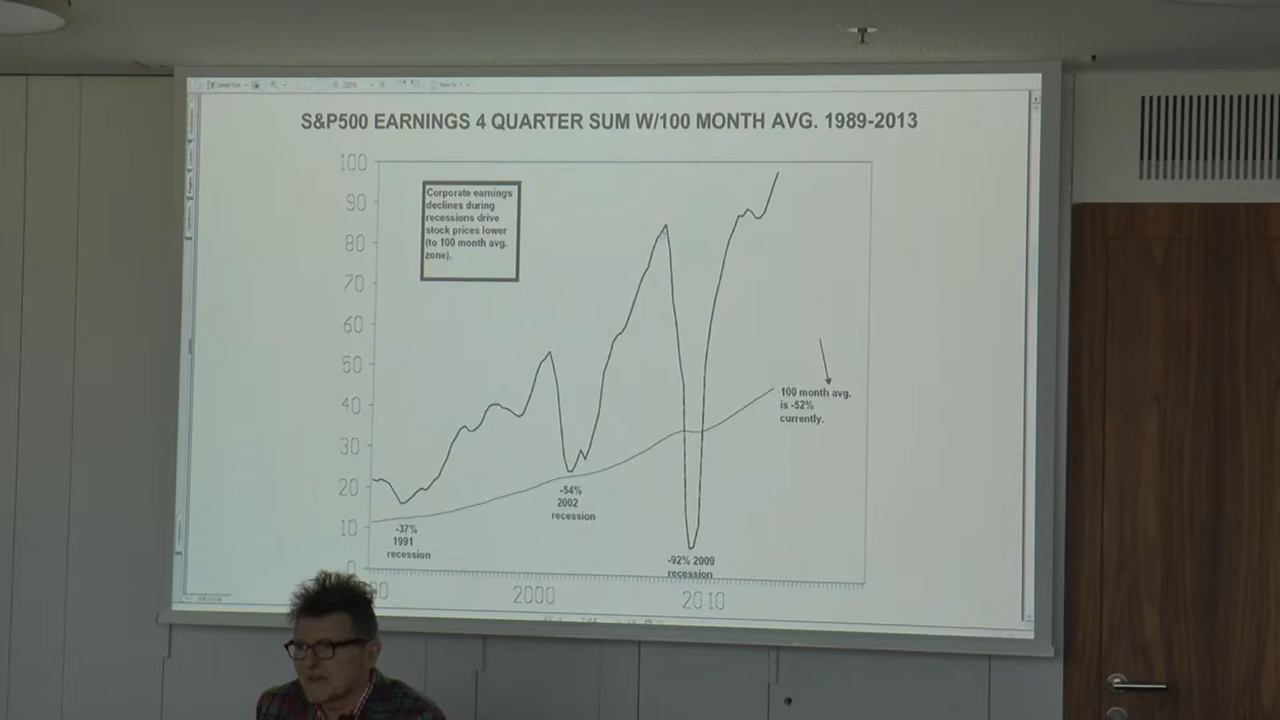 S&P500 EARNINGS 4 QUARTER SUM W/100 MONTH AVG. 1989-2013
100
90
80
70
60
50
40
30
20
10
0
Corporate earnings
declines during
recessions drive
stock prices lower
(to 100 month avg.
zone).
100 month avg.
is -52%
currently.
-37%
1991
recession
-54%
2002
recession
-92% 2009
recession
2000
2010